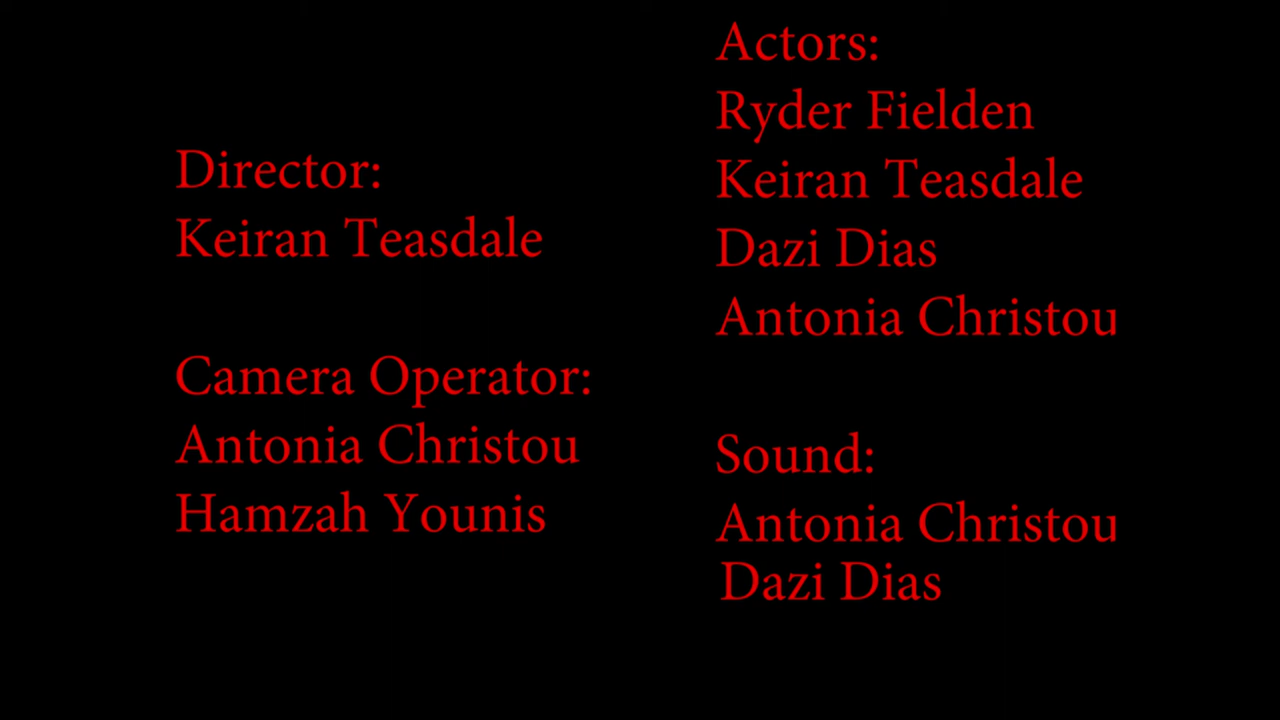 Director:
Keiran Teasdale
Camera Operator:
Antonia Christou
Hamzah Younis
Actors:
Ryder Fielden
Keiran Teasdale
Dazi Dias
Antonia Christou
Sound:
Antonia Christou
Dazi Dias